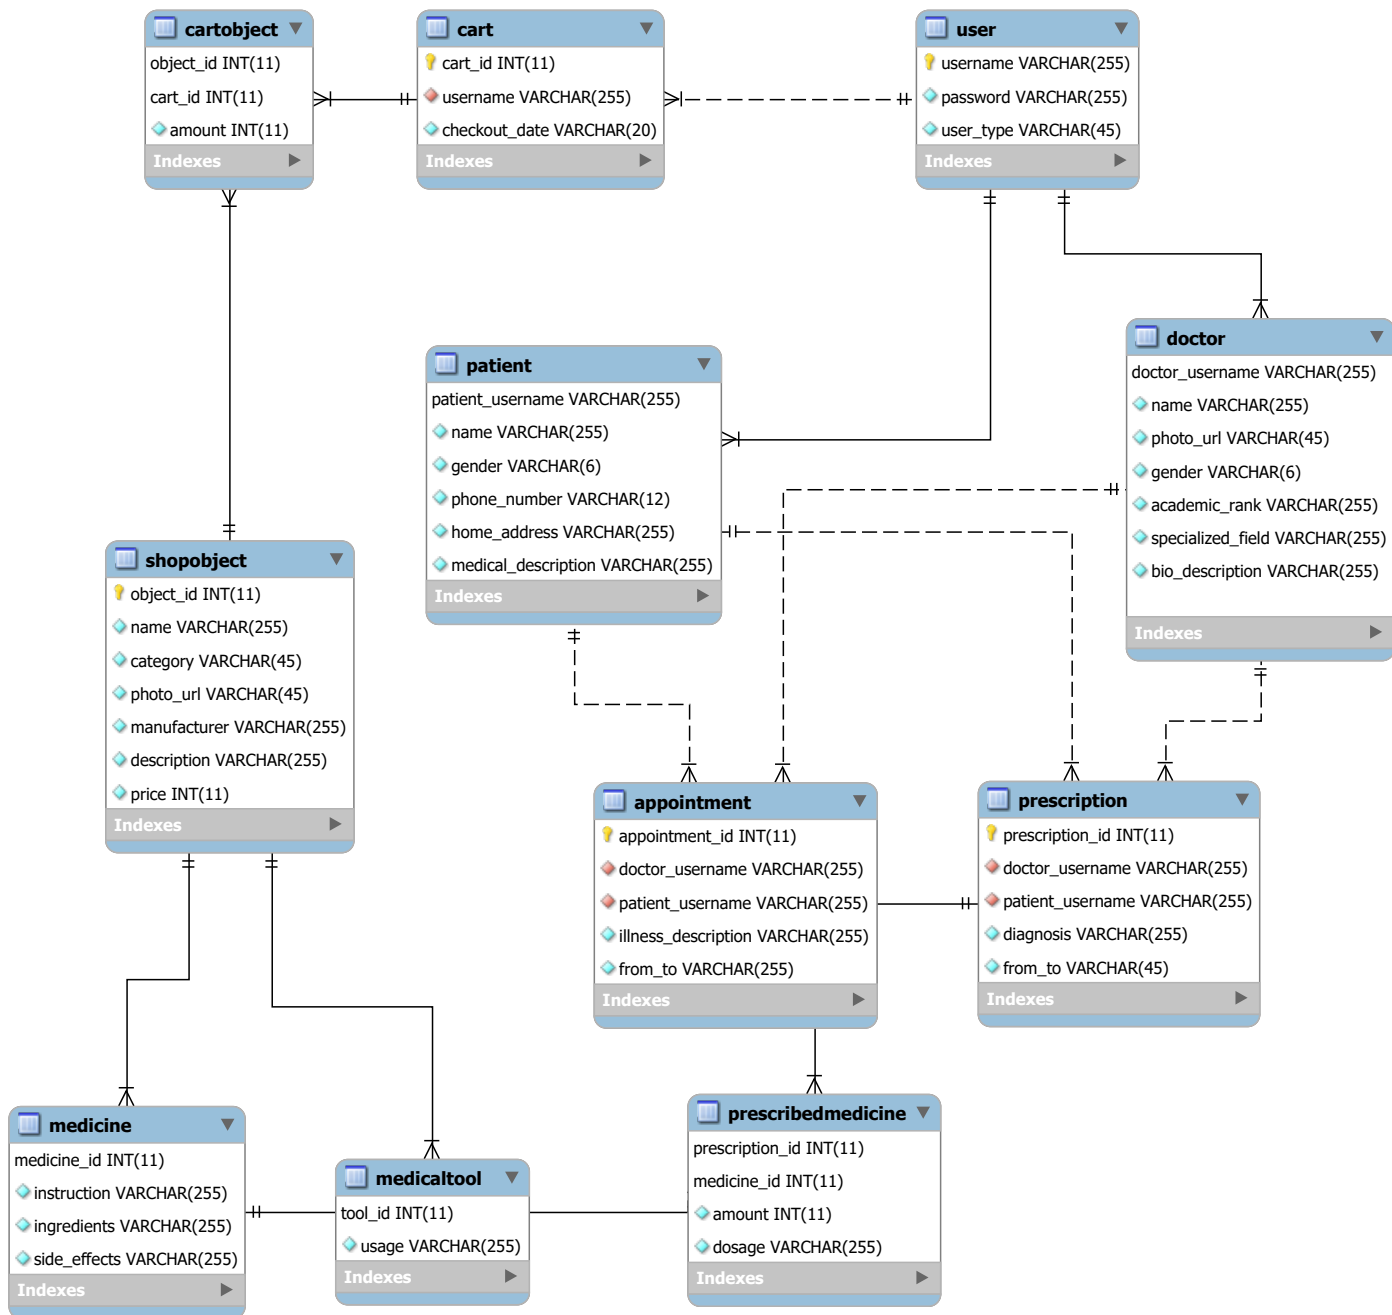 cartobject
object_id INT(11)
cart_id INT(11)
amount INT(11)
Indexes
cart
cart_id INT(11)
username VARCHAR(255)
checkout_date VARCHAR(20)
Indexes
user
username VARCHAR(255)
password VARCHAR(255)
user_type VARCHAR(45)
Indexes
patient
patient_username VARCHAR(255)
name VARCHAR(255)
gender VARCHAR(6)
phone_number VARCHAR(12)
home_address VARCHAR(255)
medical_description VARCHAR(255)
Indexes
doctor
doctor_username VARCHAR(255)
name VARCHAR(255)
photo_url VARCHAR(45)
gender VARCHAR(6)
academic_rank VARCHAR(255)
specialized_field VARCHAR(255)
bio_description VARCHAR(255)
Indexes
shopobject
object_id INT(11)
name VARCHAR(255)
category VARCHAR(45)
photo_url VARCHAR(45)
manufacturer VARCHAR(255)
description VARCHAR(255)
price INT(11)
Indexes
appointment
appointment_id INT(11)
doctor_username VARCHAR(255)
patient_username VARCHAR(255)
illness_description VARCHAR(255)
from_to VARCHAR(255)
Indexes
prescription
prescription_id INT(11)
doctor_username VARCHAR(255)
patient_username VARCHAR(255)
diagnosis VARCHAR(255)
from_to VARCHAR(45)
Indexes
medicine
medicine_id INT(11)
instruction VARCHAR(255)
ingredients VARCHAR(255)
side_effects VARCHAR(255)
Indexes
medicaltool
tool_id INT(11)
usage VARCHAR(255)
Indexes
prescribedmedicine
prescription_id INT(11)
medicine_id INT(11)
amount INT(11)
dosage VARCHAR(255)
Indexes